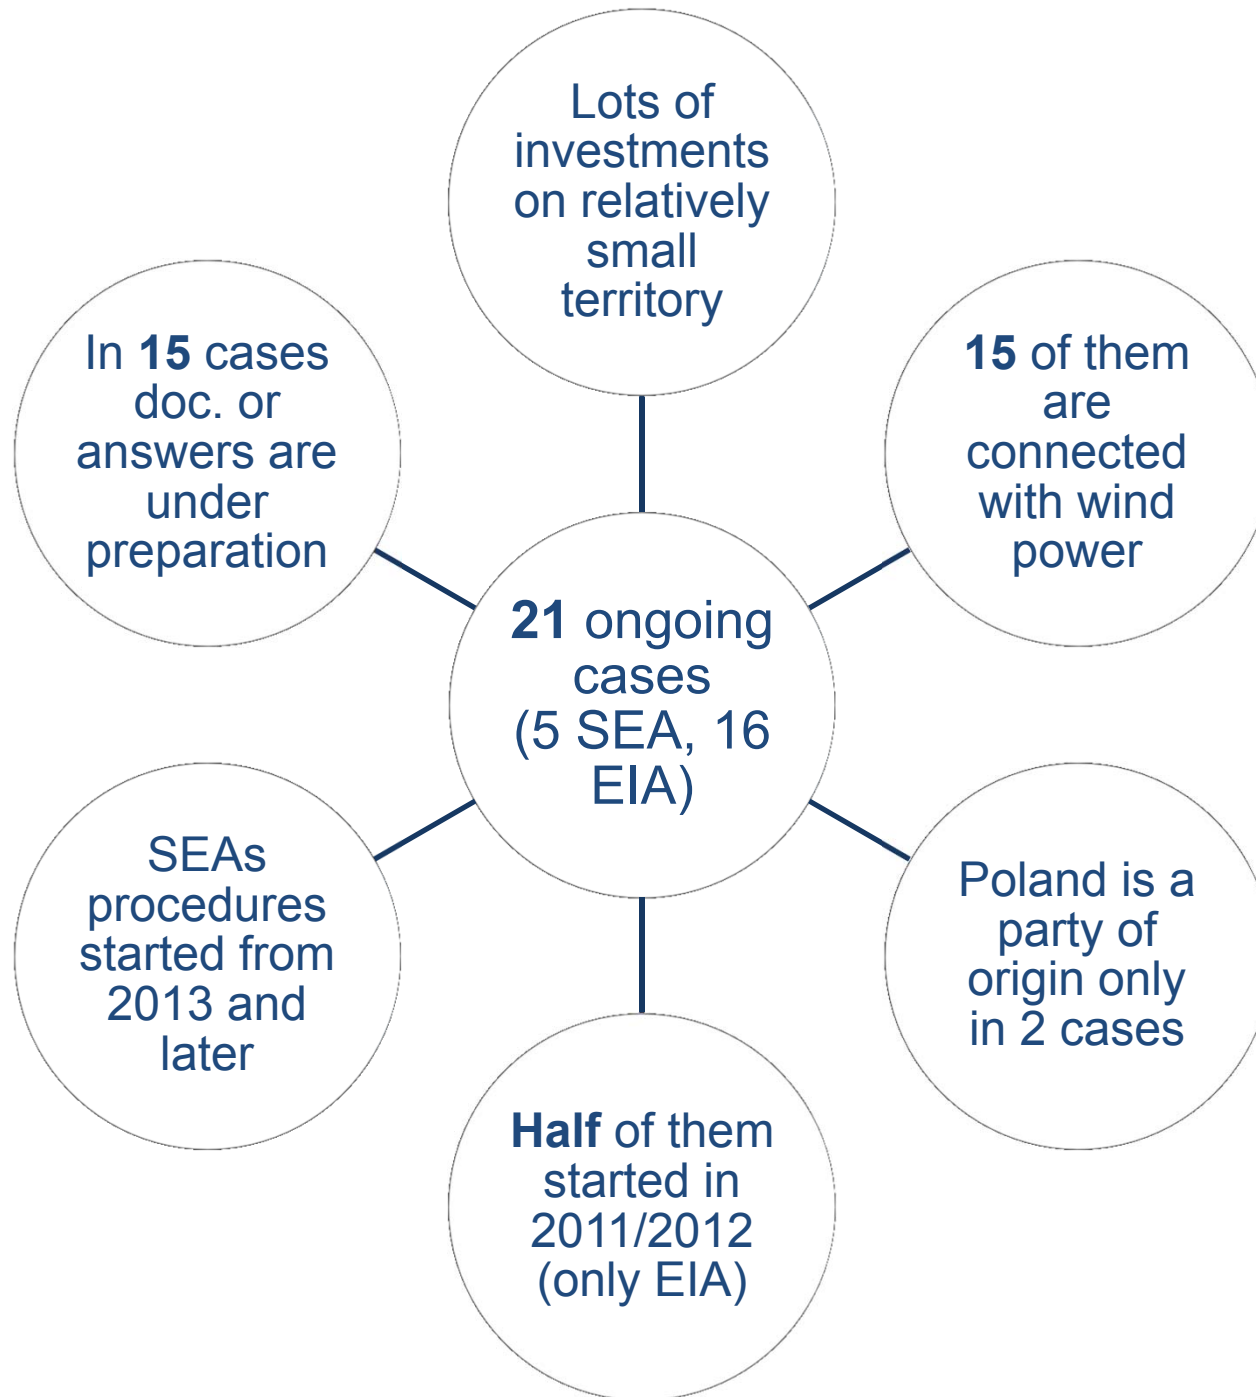 Lots of
investments
on relatively
small
territory
In 15 cases
doc. or
answers are
under
preparation
15 of them
are
connected
with wind
power
21 ongoing
cases
(5 SEA, 16
EIA)
SEAs
procedures
started from
2013 and
later
Poland is a
party of
origin only
in 2 cases
Half of them
started in
2011/2012
(only EIA)